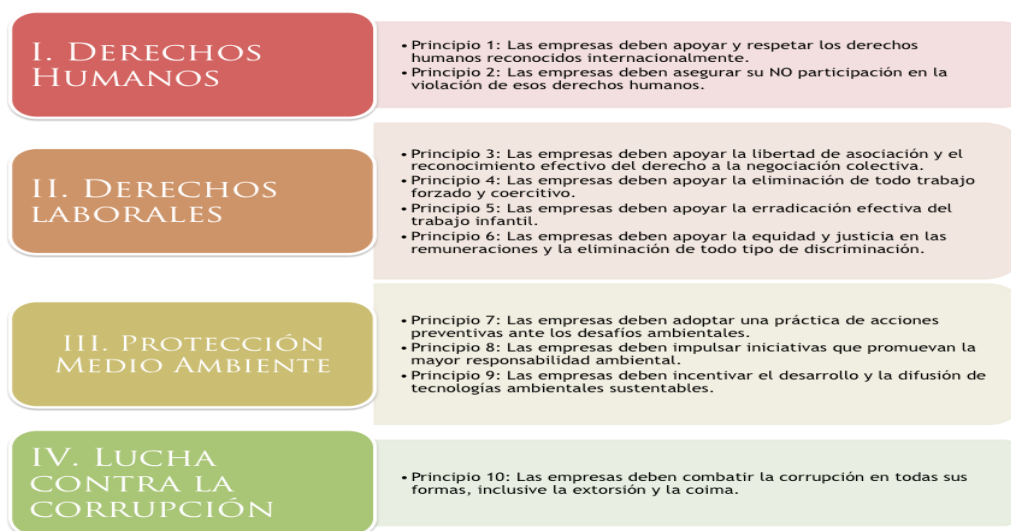 I. DERECHOS
HUMANOS
• Principio 1: Las empresas deben apoyar y respetar los derechos
humanos reconocidos internacionalmente.
• Principio 2: Las empresas deben asegurar su NO participación en la
violación de esos derechos humanos.
II. DERECHOS
LABORALES
• Principio 3: Las empresas deben apoyar la libertad de asociación y el
reconocimiento efectivo del derecho a la negociación colectiva.
• Principio 4: Las empresas deben apoyar la eliminación de todo trabajo
forzado y coercitivo.
• Principio 5: Las empresas deben apoyar la erradicación efectiva del
trabajo infantil.
• Principio 6: Las empresas deben apoyar la equidad y justicia en las
remuneraciones y la eliminación de todo tipo de discriminación.
III. PROTECCIÓN
MEDIO AMBIENTE
• Principio 7: Las empresas deben adoptar una práctica de acciones
preventivas ante los desafíos ambientales.
• Principio 8: Las empresas deben impulsar iniciativas que promuevan la
mayor responsabilidad ambiental.
• Principio 9: Las empresas deben incentivar el desarrollo y la difusión de
tecnologías ambientales sustentables.
IV. LUCHA
CONTRA LA
CORRUPCIÓN
• Principio 10: Las empresas deben combatir la corrupción en todas sus
formas, inclusive la extorsión y la coima.